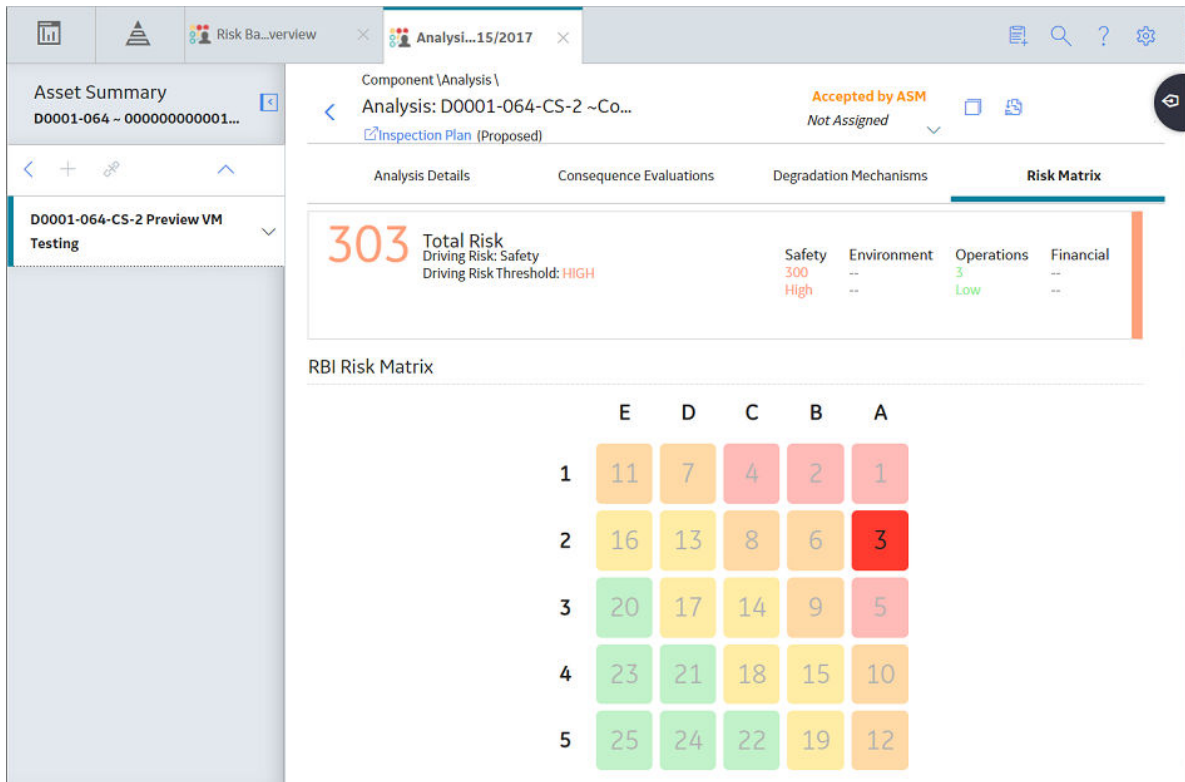 Risk Ba...verview
Analysi...15/2017
Asset Summary
D0001-064 ~ 000000000001...
D0001-064-CS-2 Preview VM
Testing
Component \Analysis \
Analysis: D0001-064-CS-2 ~Co...
Inspection Plan (Proposed)
Accepted by ASM
Not Assigned
Analysis Details Consequence Evaluations Degradation Mechanisms Risk Matrix
303 Total Risk
Driving Risk: Safety
Driving Risk Threshold: HIGH
Safety Environment Operations Financial
300 -- 3 --
High -- Low --
RBI Risk Matrix
E D C B A
1 11 7 4 2 1
2 16 13 8 6 3
3 20 17 14 9 5
4 23 21 18 15 10
5 25 24 22 19 12